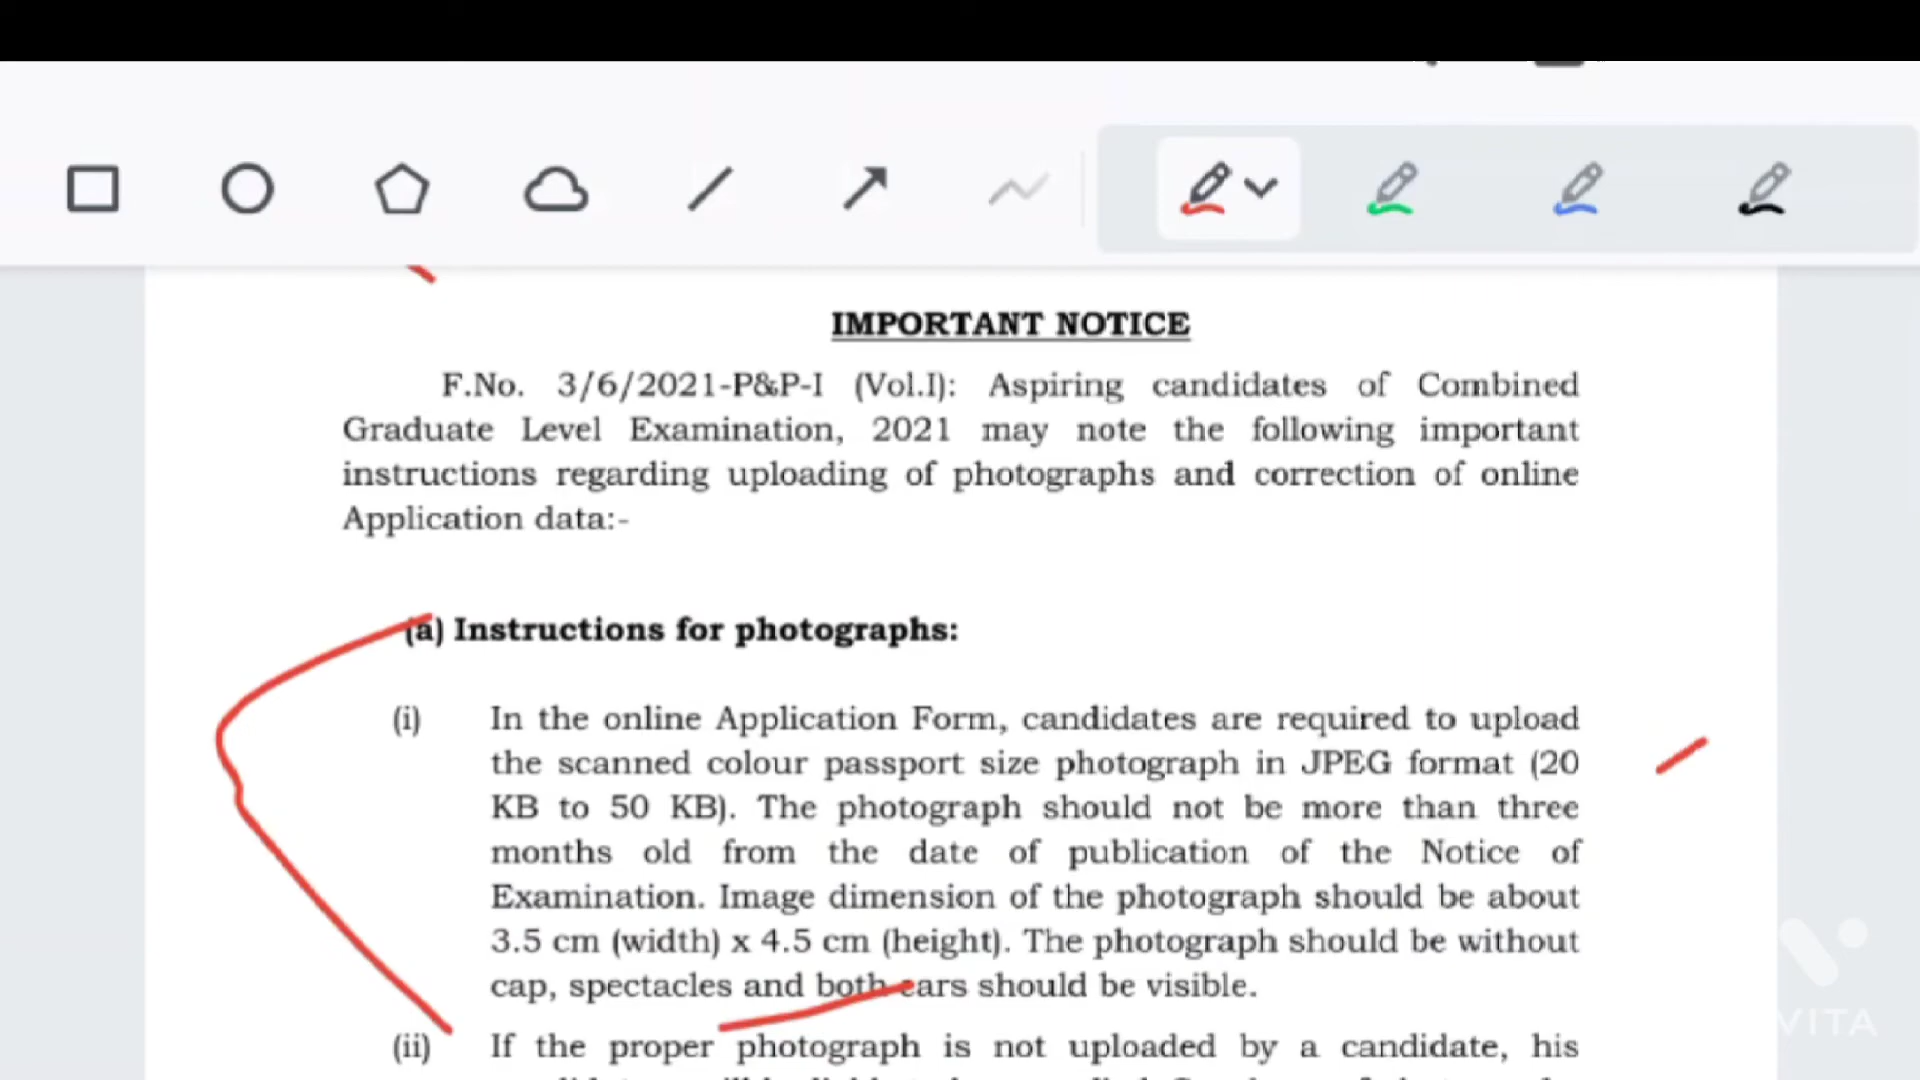 IMPORTANT NOTICE
F.No. 3/6/2021-P&P-I (Vol.I): Aspiring candidates of Combined
Graduate Level Examination, 2021 may note the following important
instructions regarding uploading of photographs and correction of online
Application data:-
(a) Instructions for photographs:
(i) In the online Application Form, candidates are required to upload
the scanned colour passport size photograph in JPEG format (20
KB to 50 KB). The photograph should not be more than three
months old from the date of publication of the Notice of
Examination. Image dimension of the photograph should be about
3.5 cm (width) x 4.5 cm (height). The photograph should be without
cap, spectacles and both ears should be visible.
(ii) If the proper photograph is not uploaded by a candidate, his
VITA